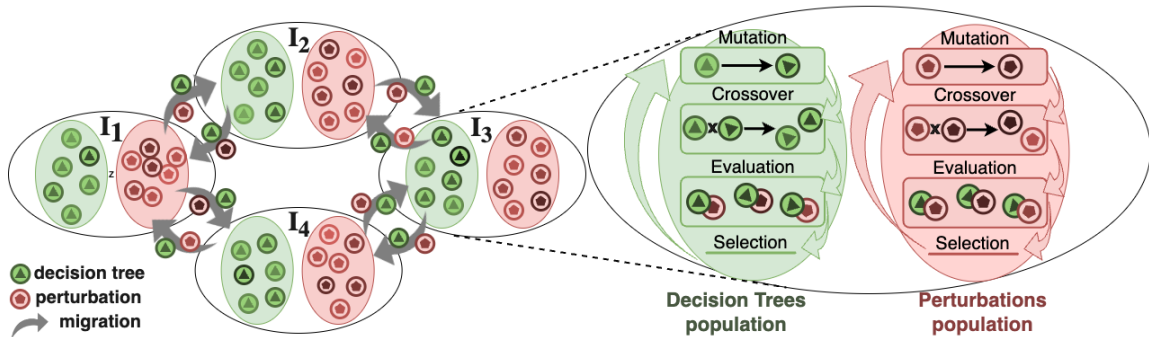 I2
I1
z
I3
I4
decision tree
perturbation
migration
Mutation
Crossover
x
Evaluation
Selection
Decision Trees
population
Mutation
Crossover
x
Evaluation
Selection
Perturbations
population